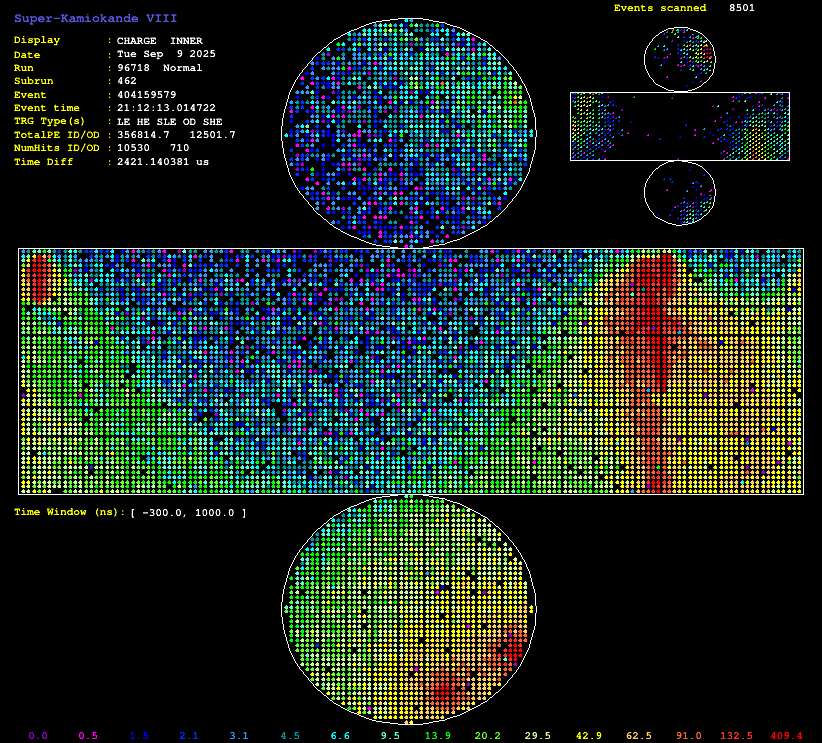 Events scanned 8501
Super-Kamiokande VIII
Display : CHARGE INNER
Date : Tue Sep 9 2025
Run : 96718 Normal
Subrun : 462
Event : 404159579
Event time : 21:12:13.014722
TRG Type(s) : LE HE SLE OD SHE
TotalPE ID/OD : 356814.7 12501.7
NumHits ID/OD : 10530 710
Time Diff : 2421.140381 us
Time Window (ns): [ -300.0, 1000.0 ]
0.0 0.5 1.5 2.1 3.1 4.5 6.6 9.5 13.9 20.2 29.5 42.9 62.5 91.0 132.5 409.4